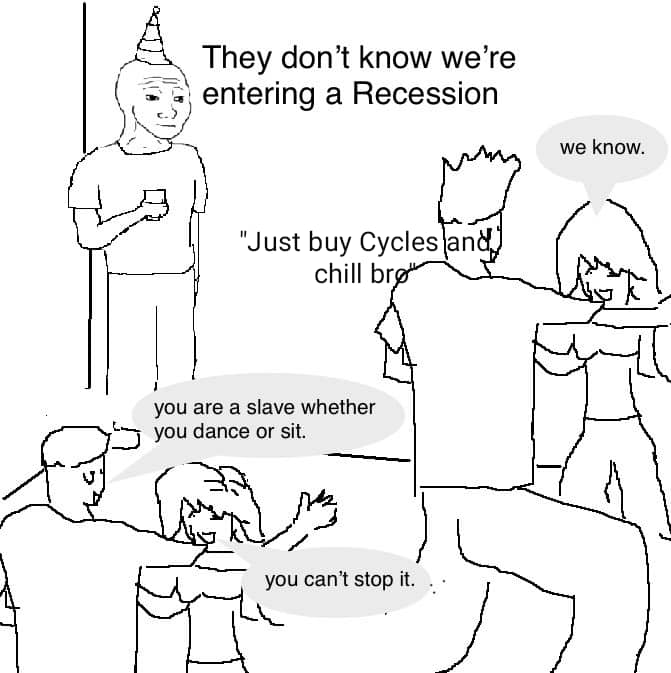 They don’t know we’re
entering a Recession
we know.
"Just buy Cycles and
chill bro"
you are a slave whether
you dance or sit.
you can’t stop it.